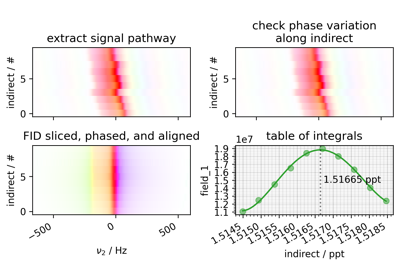 extract signal pathway
indirect / #
5
0
check phase variation
along indirect
indirect / #
5
0
FID sliced, phased, and aligned
indirect / #
5
0
−500
0
500
ν2 / Hz
table of integrals
1e7
field_1
1.9
1.8
1.7
1.6
1.5
1.4
1.3
1.2
1.1
1.51665 ppt
1.5145
1.5150
1.5155
1.5160
1.5165
1.5170
1.5175
1.5180
1.5185
indirect / ppt